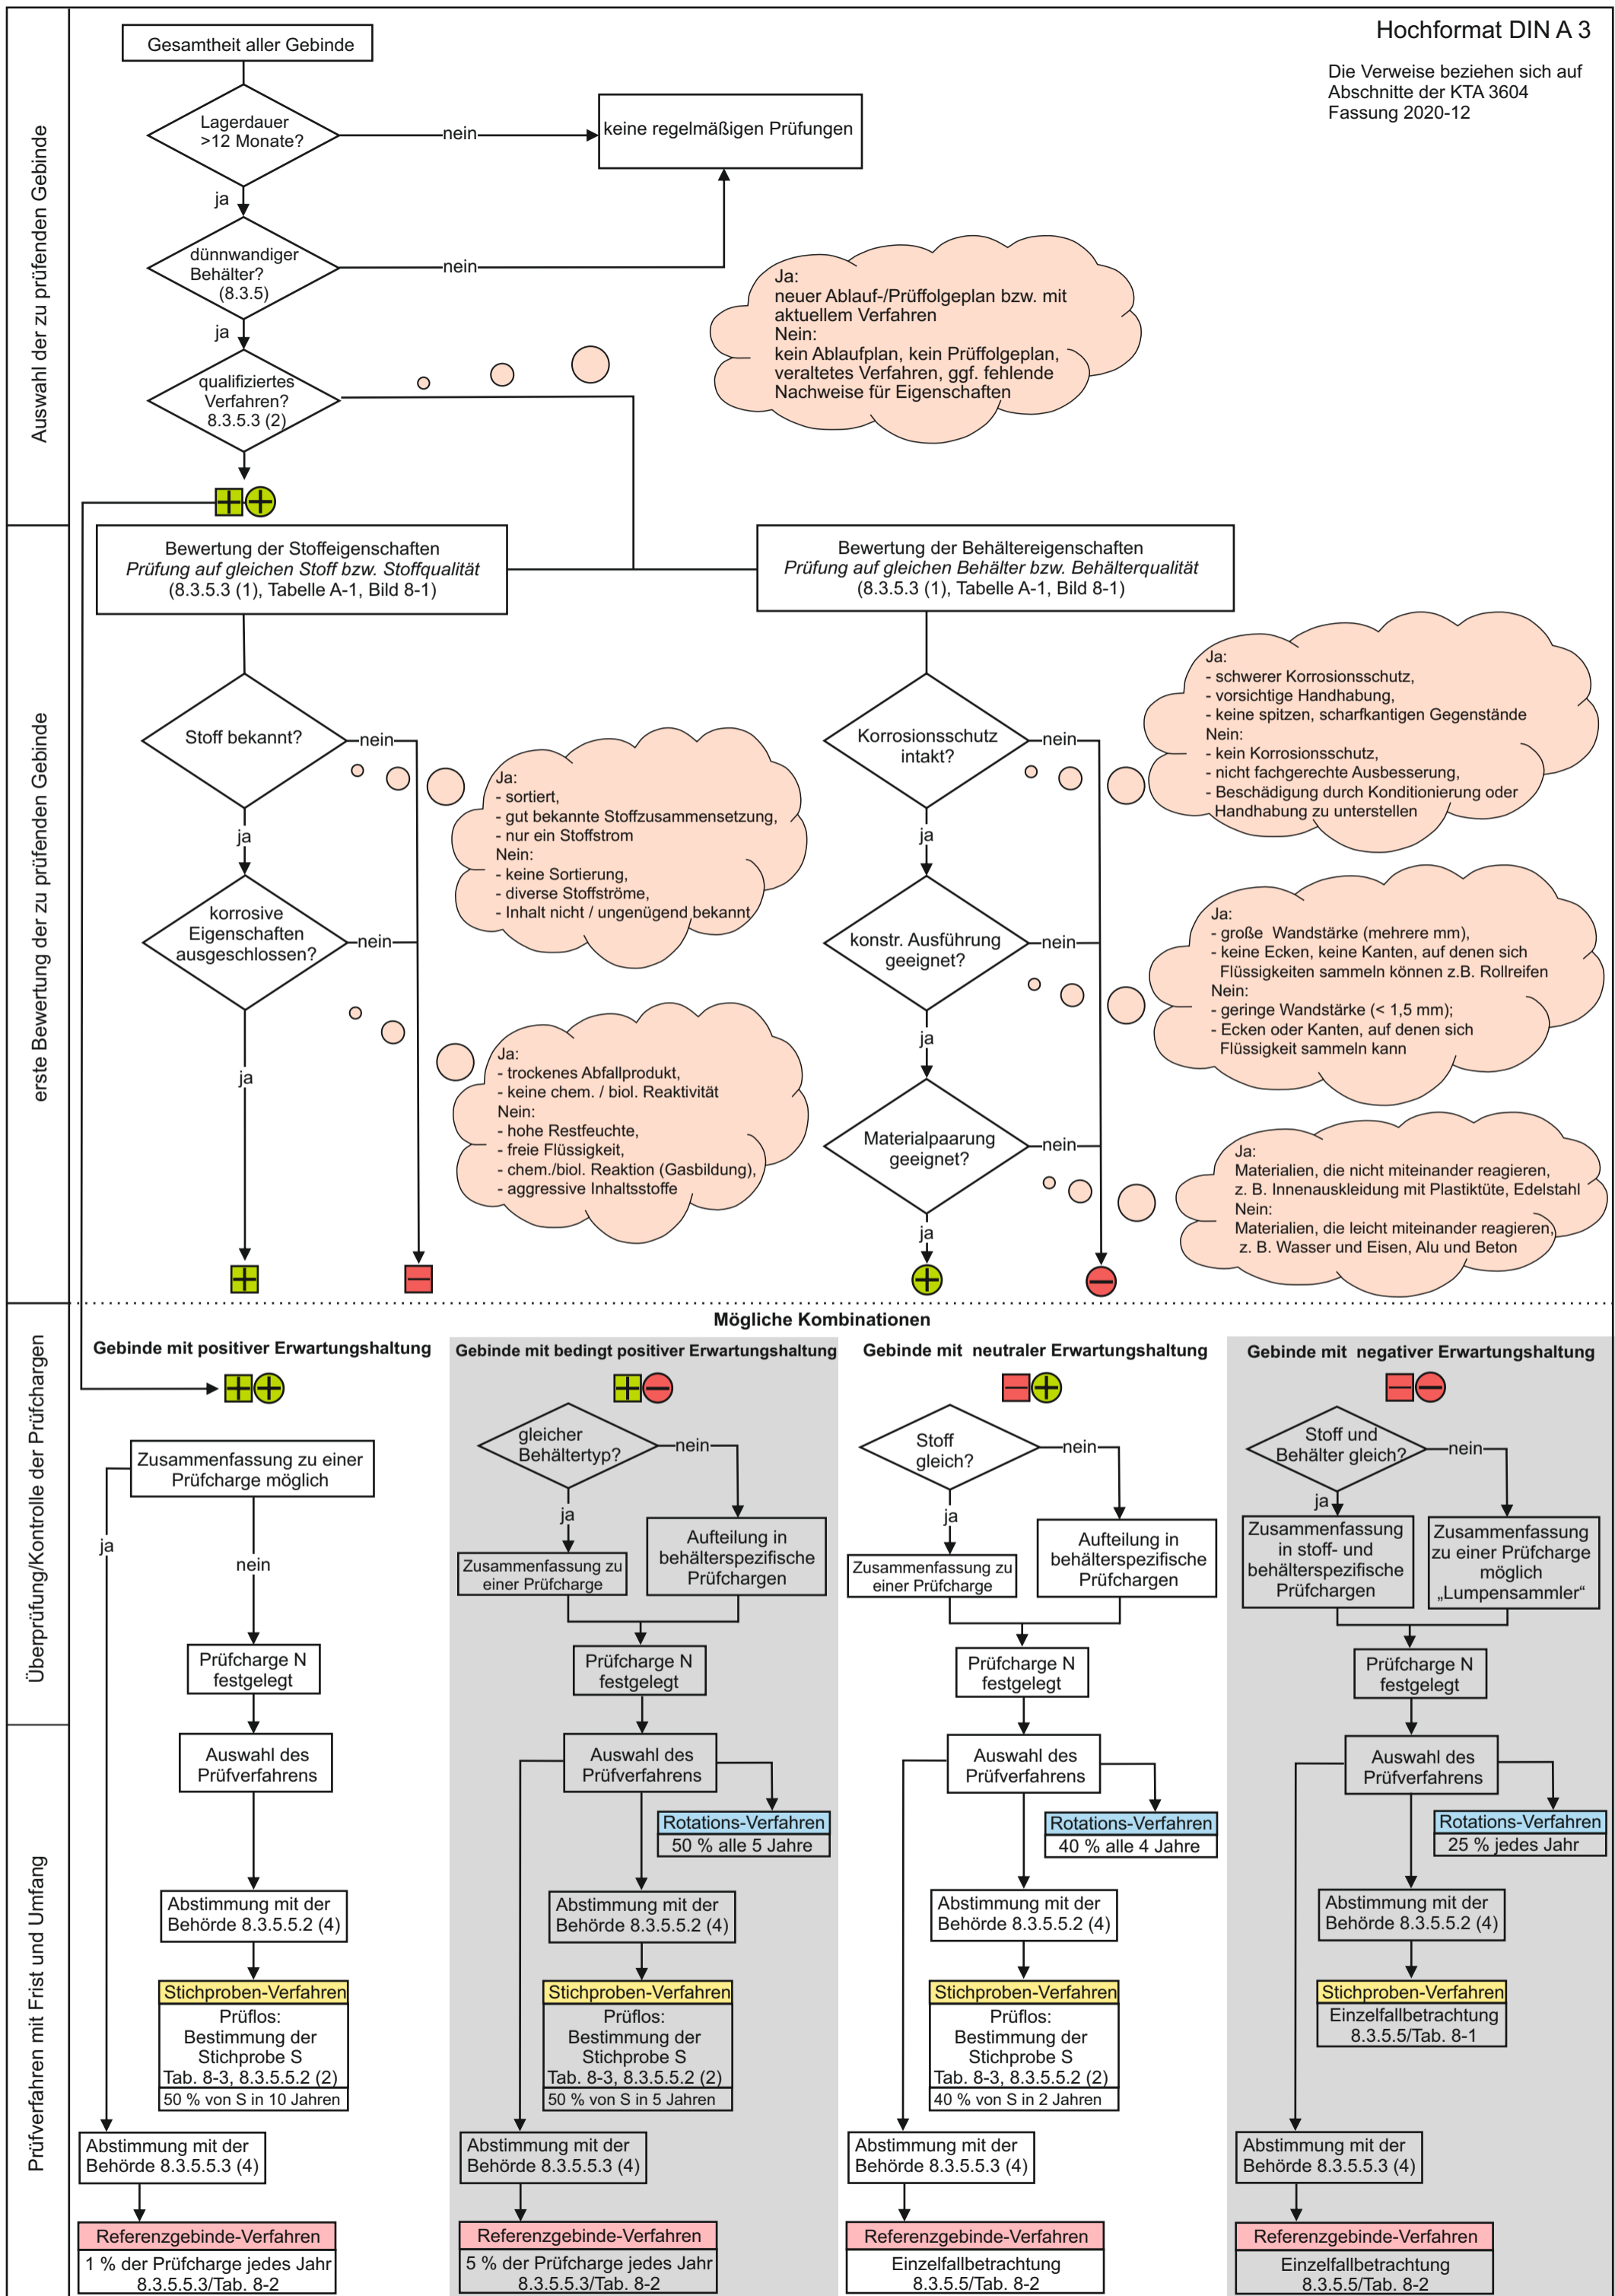 Hochformat DIN A 3
Die Verweise beziehen sich auf
Abschnitte der KTA 3604
Fassung 2020-12
Auswahl der zu prüfenden Gebinde
Gesamtheit aller Gebinde
Lagerdauer
>12 Monate?
nein
keine regelmäßigen Prüfungen
ja
dünnwandiger
Behälter?
(8.3.5)
nein
ja
qualifiziertes
Verfahren?
8.3.5.3 (2)
Ja:
neuer Ablauf-/Prüffolgeplan bzw. mit
aktuellem Verfahren
Nein:
kein Ablaufplan, kein Prüffolgeplan,
veraltetes Verfahren, ggf. fehlende
Nachweise für Eigenschaften
erste Bewertung der zu prüfenden Gebinde
Bewertung der Stoffeigenschaften
Prüfung auf gleichen Stoff bzw. Stoffqualität
(8.3.5.3 (1), Tabelle A-1, Bild 8-1)
Bewertung der Behältereigenschaften
Prüfung auf gleichen Behälter bzw. Behälterqualität
(8.3.5.3 (1), Tabelle A-1, Bild 8-1)
Stoff bekannt?
nein
ja
Ja:
- sortiert,
- gut bekannte Stoffzusammensetzung,
- nur ein Stoffstrom
Nein:
- keine Sortierung,
- diverse Stoffströme,
- Inhalt nicht / ungenügend bekannt
korrosive
Eigenschaften
ausgeschlossen?
nein
ja
Ja:
- trockenes Abfallprodukt,
- keine chem. / biol. Reaktivität
Nein:
- hohe Restfeuchte,
- freie Flüssigkeit,
- chem./biol. Reaktion (Gasbildung),
- aggressive Inhaltsstoffe
Korrosionsschutz
intakt?
nein
ja
Ja:
- schwerer Korrosionsschutz,
- vorsichtige Handhabung,
- keine spitzen, scharfkantigen Gegenstände
Nein:
- kein Korrosionsschutz,
- nicht fachgerechte Ausbesserung,
- Beschädigung durch Konditionierung oder
Handhabung zu unterstellen
konstr. Ausführung
geeignet?
nein
ja
Ja:
- große Wandstärke (mehrere mm),
- keine Ecken, keine Kanten, auf denen sich
Flüssigkeiten sammeln können z.B. Rollreifen
Nein:
- geringe Wandstärke (< 1,5 mm);
- Ecken oder Kanten, auf denen sich
Flüssigkeit sammeln kann
Materialpaarung
geeignet?
nein
ja
Ja:
Materialien, die nicht miteinander reagieren,
z. B. Innenauskleidung mit Plastiktüte, Edelstahl
Nein:
Materialien, die leicht miteinander reagieren,
z. B. Wasser und Eisen, Alu und Beton
Mögliche Kombinationen
Überprüfung/Kontrolle der Prüfchargen
Prüfverfahren mit Frist und Umfang
Gebinde mit positiver Erwartungshaltung
Zusammenfassung zu einer
Prüfcharge möglich
ja
nein
Prüfcharge N
festgelegt
Auswahl des
Prüfverfahrens
Abstimmung mit der
Behörde 8.3.5.5.2 (4)
Stichproben-Verfahren
Prüflos:
Bestimmung der
Stichprobe S
Tab. 8-3, 8.3.5.5.2 (2)
50 % von S in 10 Jahren
Abstimmung mit der
Behörde 8.3.5.5.3 (4)
Referenzgebinde-Verfahren
1 % der Prüfcharge jedes Jahr
8.3.5.5.3/Tab. 8-2
Gebinde mit bedingt positiver Erwartungshaltung
gleicher
Behältertyp?
nein
ja
Zusammenfassung zu
einer Prüfcharge
Aufteilung in
behälterspezifische
Prüfchargen
Prüfcharge N
festgelegt
Auswahl des
Prüfverfahrens
Rotations-Verfahren
50 % alle 5 Jahre
Abstimmung mit der
Behörde 8.3.5.5.2 (4)
Stichproben-Verfahren
Prüflos:
Bestimmung der
Stichprobe S
Tab. 8-3, 8.3.5.5.2 (2)
50 % von S in 5 Jahren
Abstimmung mit der
Behörde 8.3.5.5.3 (4)
Referenzgebinde-Verfahren
5 % der Prüfcharge jedes Jahr
8.3.5.5.3/Tab. 8-2
Gebinde mit neutraler Erwartungshaltung
Stoff
gleich?
nein
ja
Zusammenfassung zu
einer Prüfcharge
Aufteilung in
behälterspezifische
Prüfchargen
Prüfcharge N
festgelegt
Auswahl des
Prüfverfahrens
Rotations-Verfahren
40 % alle 4 Jahre
Abstimmung mit der
Behörde 8.3.5.5.2 (4)
Stichproben-Verfahren
Prüflos:
Bestimmung der
Stichprobe S
Tab. 8-3, 8.3.5.5.2 (2)
40 % von S in 2 Jahren
Abstimmung mit der
Behörde 8.3.5.5.3 (4)
Referenzgebinde-Verfahren
Einzelfallbetrachtung
8.3.5.5/Tab. 8-2
Gebinde mit negativer Erwartungshaltung
Stoff und
Behälter gleich?
nein
ja
Zusammenfassung
in stoff- und
behälterspezifische
Prüfchargen
Zusammenfassung
zu einer Prüfcharge
möglich
„Lumpensammler“
Prüfcharge N
festgelegt
Auswahl des
Prüfverfahrens
Rotations-Verfahren
25 % jedes Jahr
Abstimmung mit der
Behörde 8.3.5.5.2 (4)
Stichproben-Verfahren
Einzelfallbetrachtung
8.3.5.5/Tab. 8-1
Abstimmung mit der
Behörde 8.3.5.5.3 (4)
Referenzgebinde-Verfahren
Einzelfallbetrachtung
8.3.5.5/Tab. 8-2